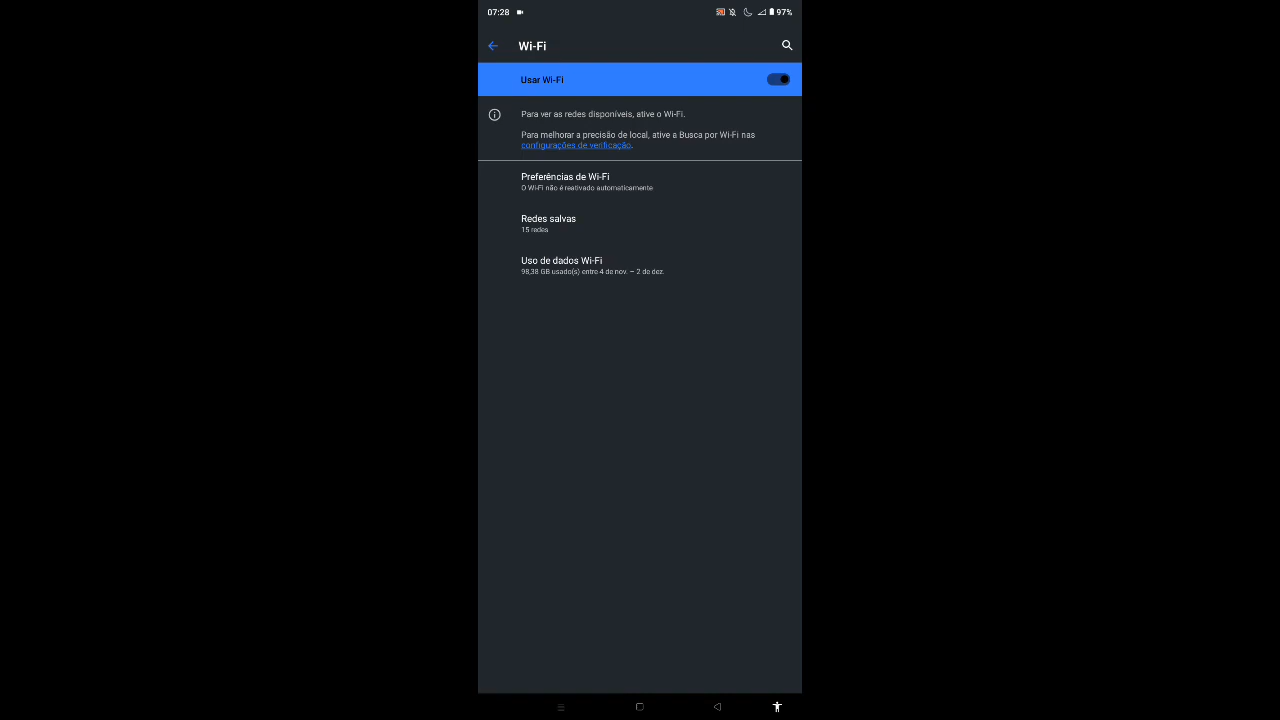 07:28
97%
Wi-Fi
Usar Wi-Fi
Para ver as redes disponíveis, ative o Wi-Fi.
Para melhorar a precisão de local, ative a Busca por Wi-Fi nas
configurações de verificação.
Preferências de Wi-Fi
O Wi-Fi não é reativado automaticamente
Redes salvas
15 redes
Uso de dados Wi-Fi
98,38 GB usado(s) entre 4 de nov. – 2 de dez.